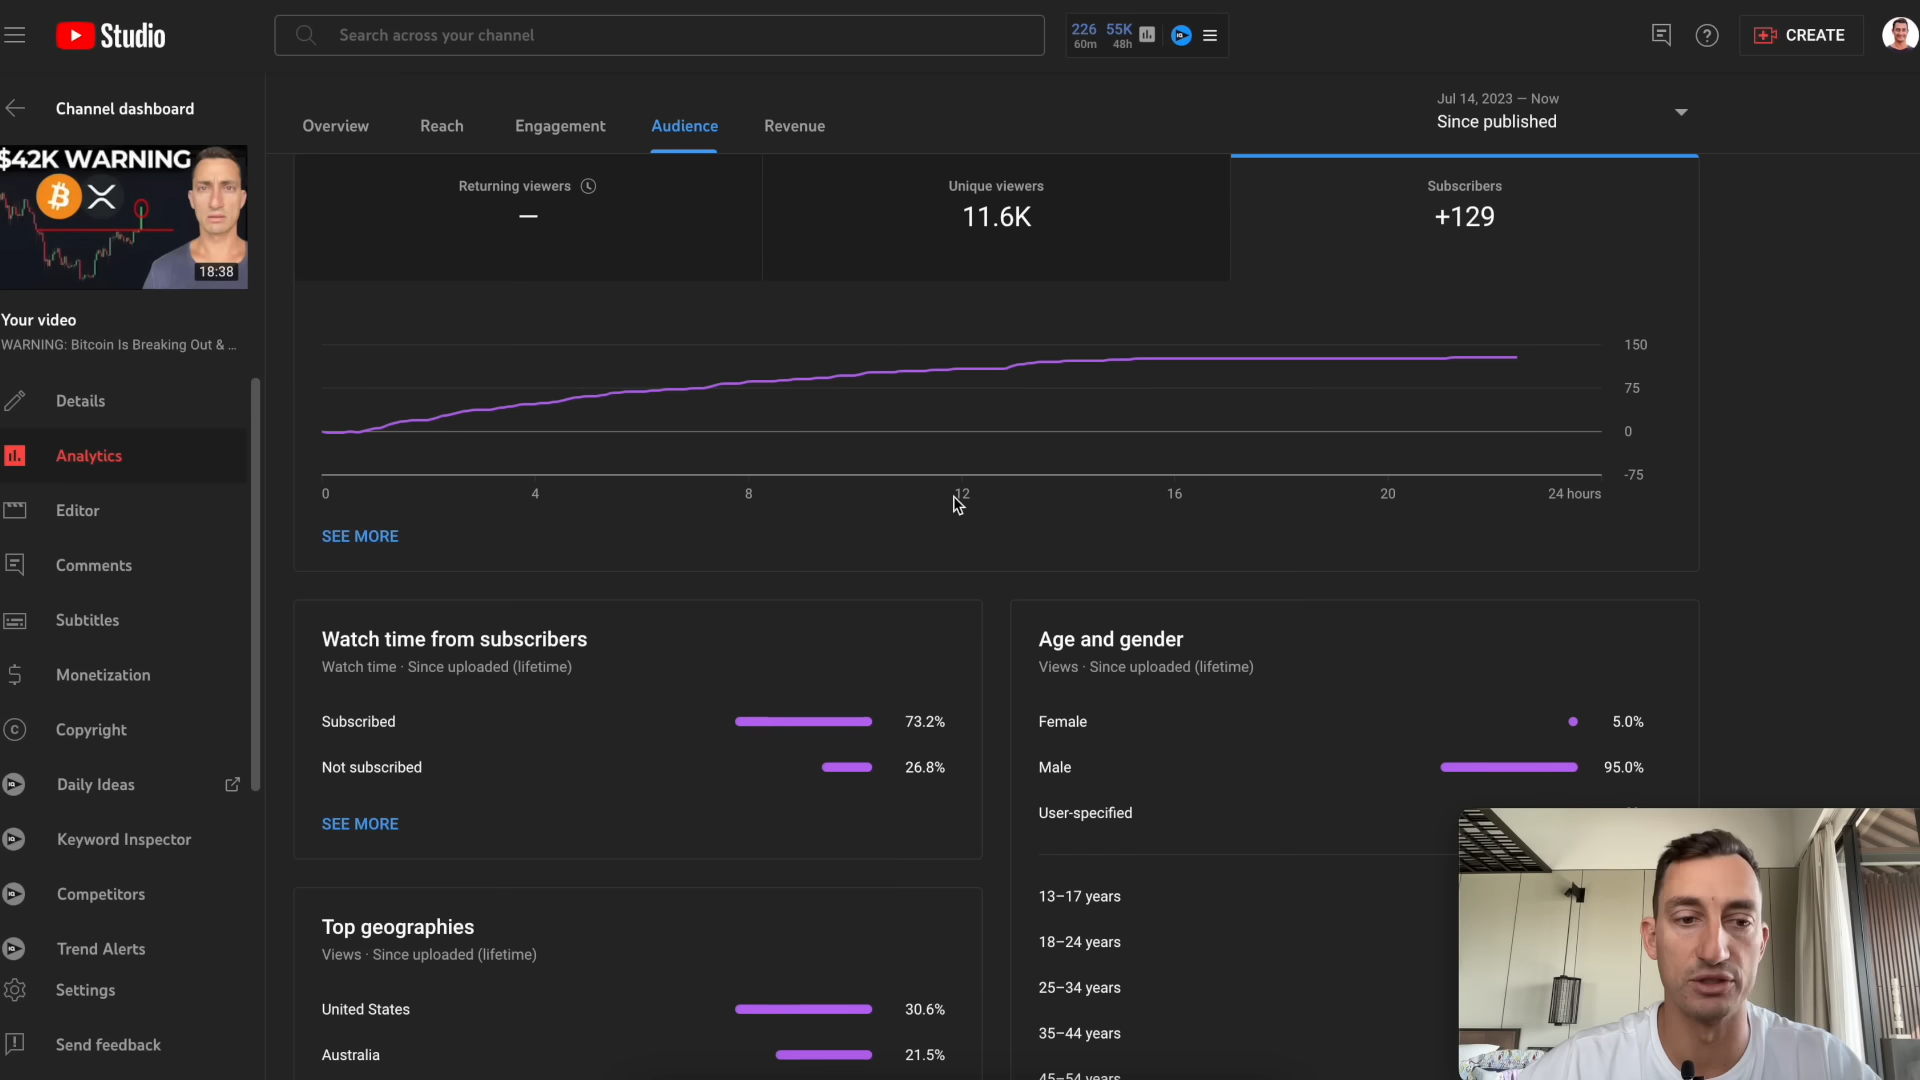 Studio
Search across your channel
226 55K
60m 48h
CREATE
Channel dashboard
Overview
Reach
Engagement
Audience
Revenue
Jul 14, 2023 – Now
Since published
$42K WARNING
18:38
Your video
WARNING: Bitcoin Is Breaking Out & ...
Details
Analytics
Editor
Comments
Subtitles
Monetization
Copyright
Daily Ideas
Keyword Inspector
Competitors
Trend Alerts
Settings
Send feedback
Returning viewers
—
Unique viewers
11.6K
Subscribers
+129
150
75
0
-75
0 4 8 12 16 20 24 hours
SEE MORE
Watch time from subscribers
Watch time · Since uploaded (lifetime)
Subscribed 73.2%
Not subscribed 26.8%
SEE MORE
Top geographies
Views · Since uploaded (lifetime)
United States 30.6%
Australia 21.5%
Age and gender
Views · Since uploaded (lifetime)
Female 5.0%
Male 95.0%
User-specified
13–17 years
18–24 years
25–34 years
35–44 years
45–54 years